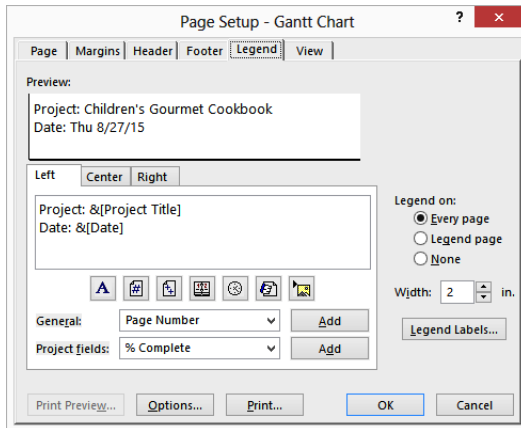 Page Setup - Gantt Chart ? ×
Page Margins Header Footer Legend View
Preview:
Project: Children's Gourmet Cookbook
Date: Thu 8/27/15
Left Center Right
Project: &[Project Title]
Date: &[Date]
A # +
General: Page Number Add
Project fields: % Complete Add
Legend on:
Every page
Legend page
None
Width: 2 in.
Legend Labels...
Print Preview... Options... Print... OK Cancel